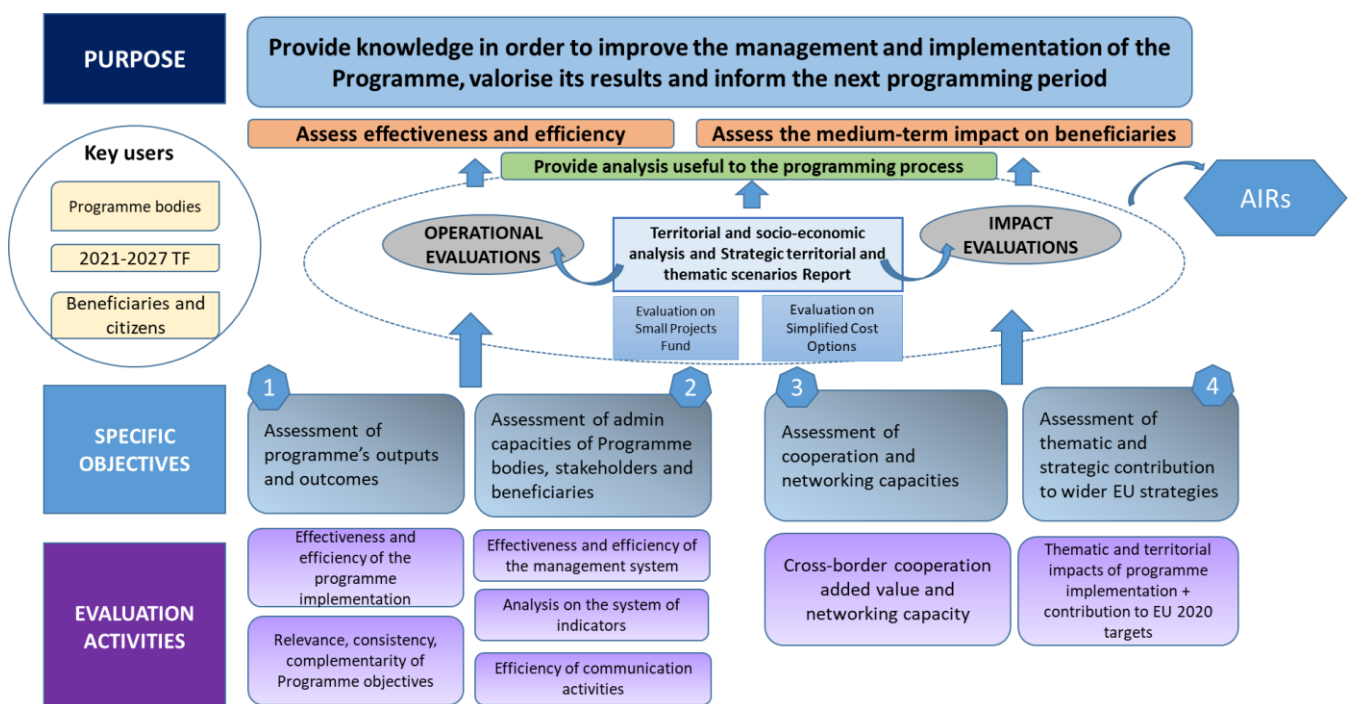 PURPOSE
Provide knowledge in order to improve the management and implementation of the
Programme, valorise its results and inform the next programming period
Assess effectiveness and efficiency
Assess the medium-term impact on beneficiaries
Provide analysis useful to the programming process
Key users
Programme bodies
2021-2027 TF
Beneficiaries and
citizens
OPERATIONAL
EVALUATIONS
Territorial and socio-economic
analysis and Strategic territorial and
thematic scenarios Report
IMPACT
EVALUATIONS
AIRs
Evaluation on
Small Projects
Fund
Evaluation on
Simplified Cost
Options
SPECIFIC
OBJECTIVES
1
Assessment of
programme's outputs
and outcomes
2
Assessment of admin
capacities of Programme
bodies, stakeholders and
beneficiaries
3
Assessment of
cooperation and
networking capacities
4
Assessment of
thematic and
strategic contribution
to wider EU strategies
EVALUATION
ACTIVITIES
Effectiveness and
efficiency of the
programme
implementation
Relevance, consistency,
complementarity of
Programme objectives
Effectiveness and efficiency of
the management system
Analysis on the system of
indicators
Efficiency of communication
activities
Cross-border cooperation
added value and
networking capacity
Thematic and territorial
impacts of programme
implementation +
contribution to EU 2020
targets